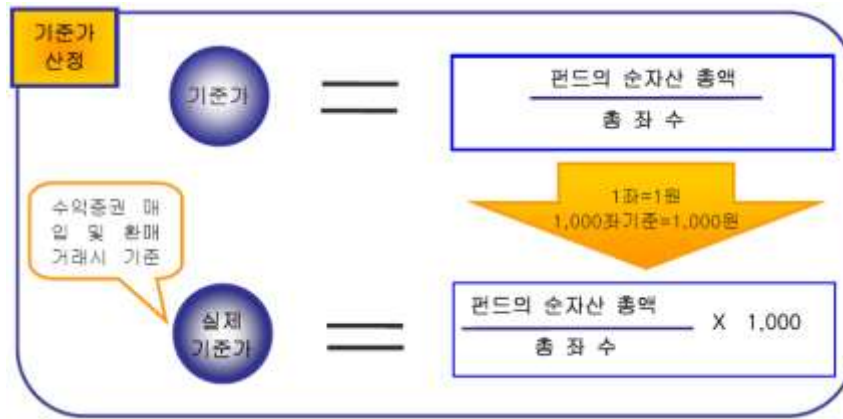 기준가
산정
기준가
펀드의 순자산 총액
총 좌 수
1좌=1원
1,000좌기준=1,000원
수익증권 매
입 및 환매
거래시 기준
실제
기준가
펀드의 순자산 총액
총 좌 수
X 1,000